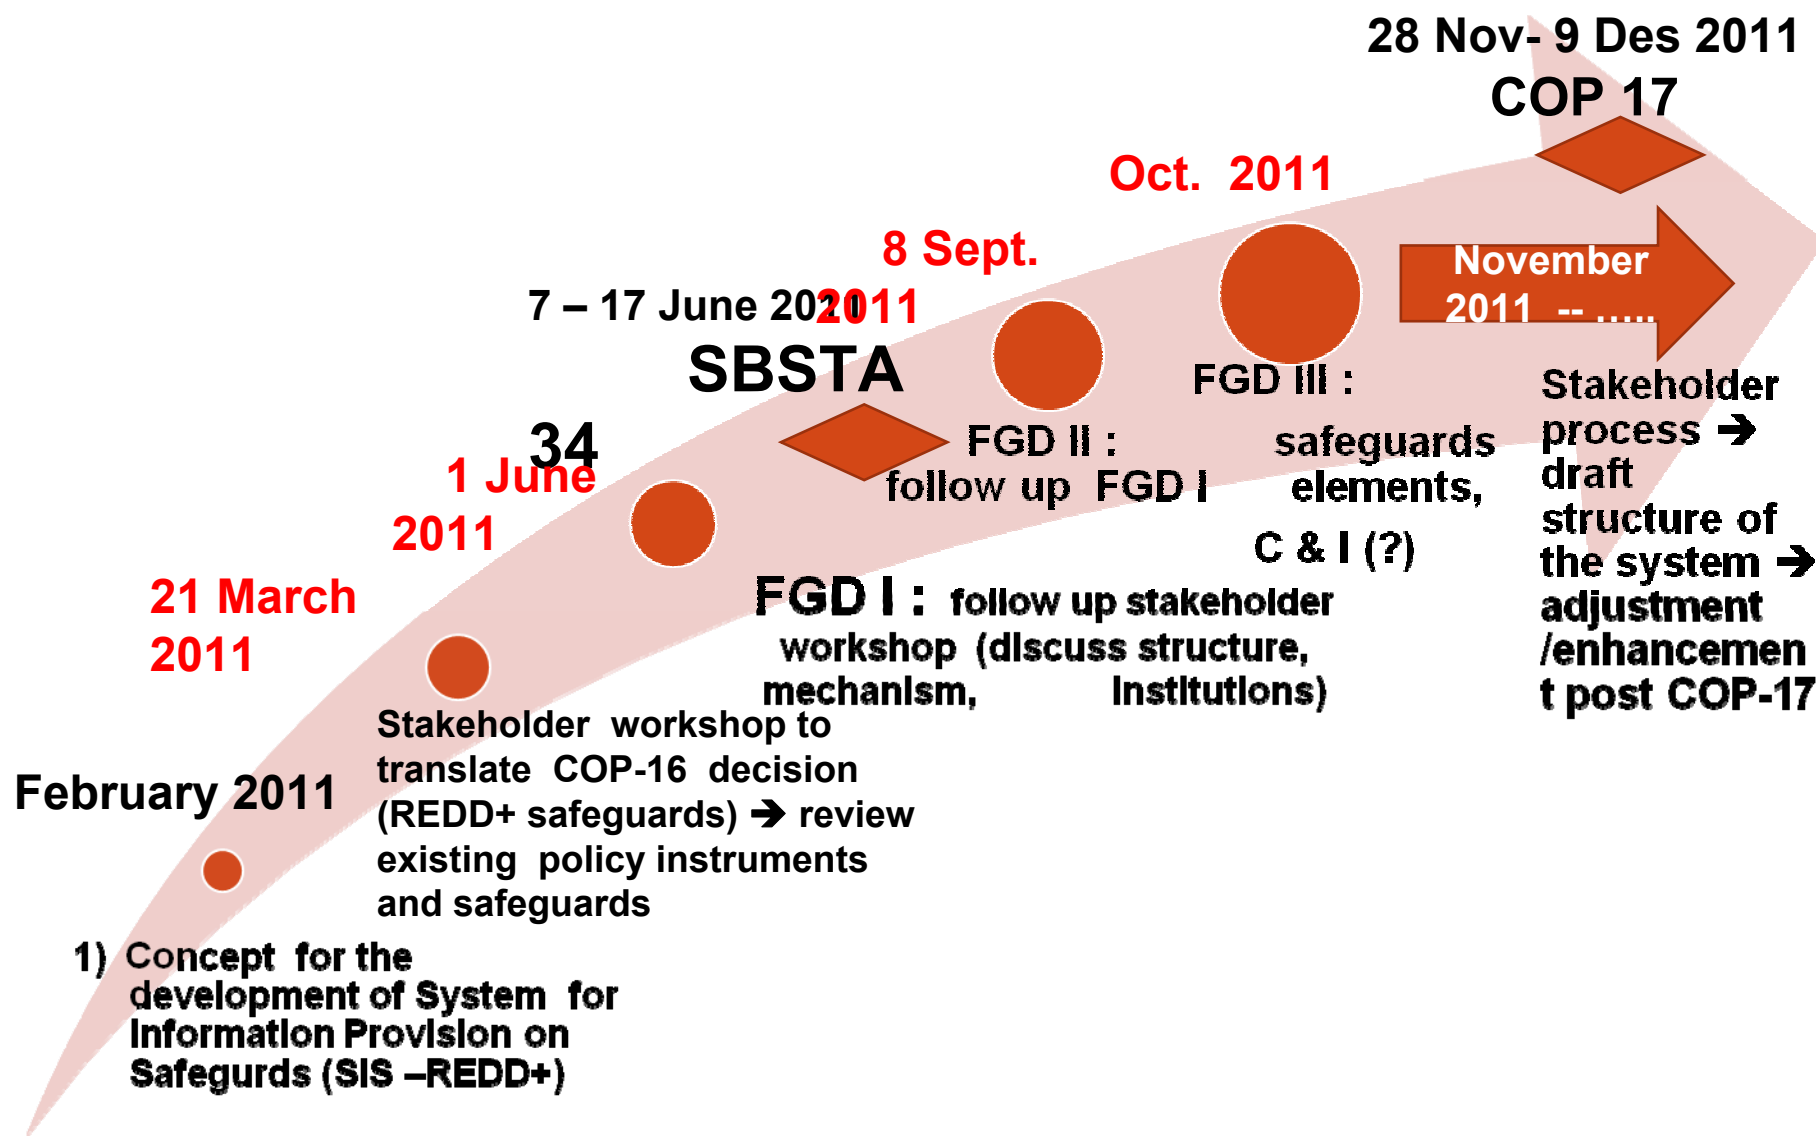 28 Nov- 9 Des 2011
COP 17
Oct.  2011
8 Sept.
2011
7 – 17 June 2011
SBSTA
34
1 June
2011
21 March
2011
February 2011
November
2011  -- …..
1)  Concept  for the
development of System  for
Information Provision on
Safegurds (SIS –REDD+)
Stakeholder  workshop to
translate  COP-16  decision
(REDD+ safeguards) ➔ review
existing  policy instruments
and safeguards
FGD I :  follow up stakeholder
workshop  (discuss structure,
mechanism,  institutions)
FGD II :
follow up  FGD I
FGD III :
safeguards
elements,
C & I (?)
Stakeholder
process ➔
draft
structure of
the system ➔
adjustment
/enhancemen
t post COP-17